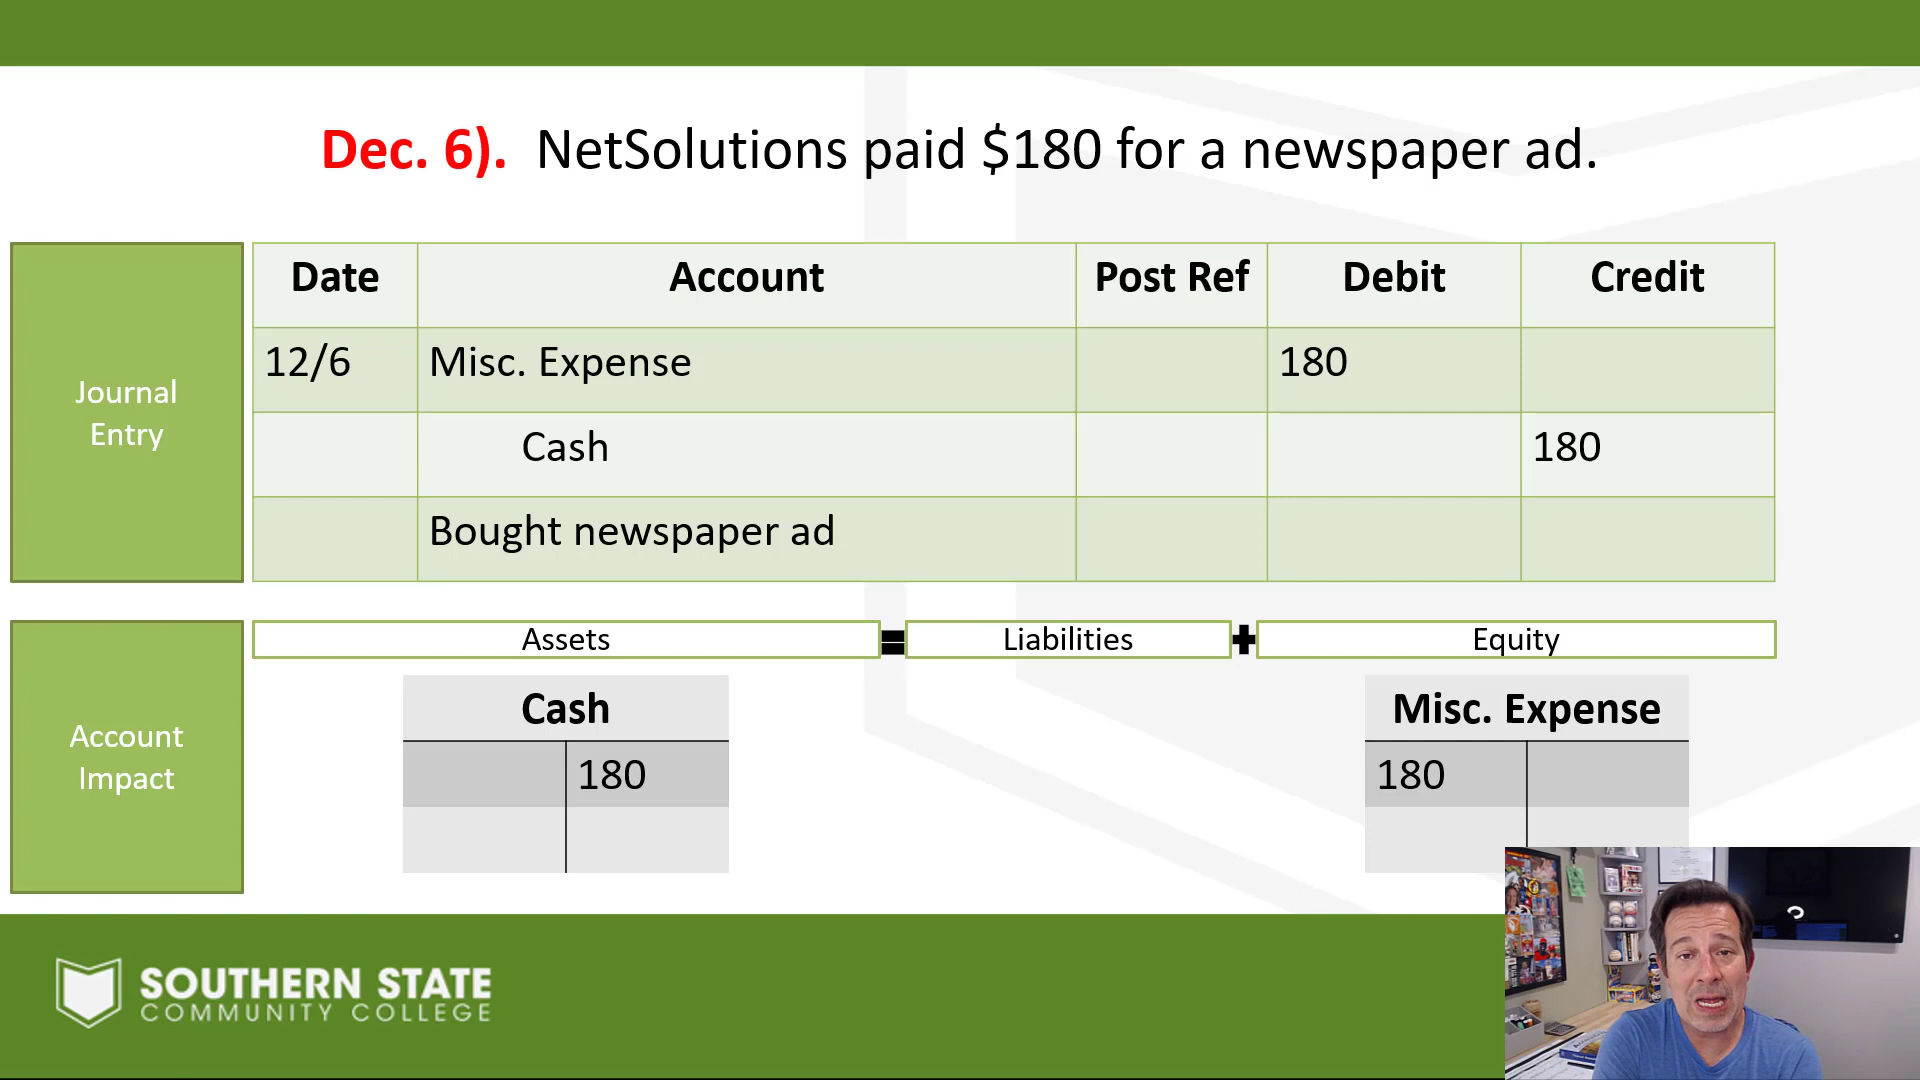 Dec. 6). NetSolutions paid $180 for a newspaper ad.
Journal
Entry
Date Account Post Ref Debit Credit
12/6 Misc. Expense 180
Cash 180
Bought newspaper ad
Account
Impact
Assets = Liabilities + Equity
Cash
180
Misc. Expense
180
SOUTHERN STATE
COMMUNITY COLLEGE